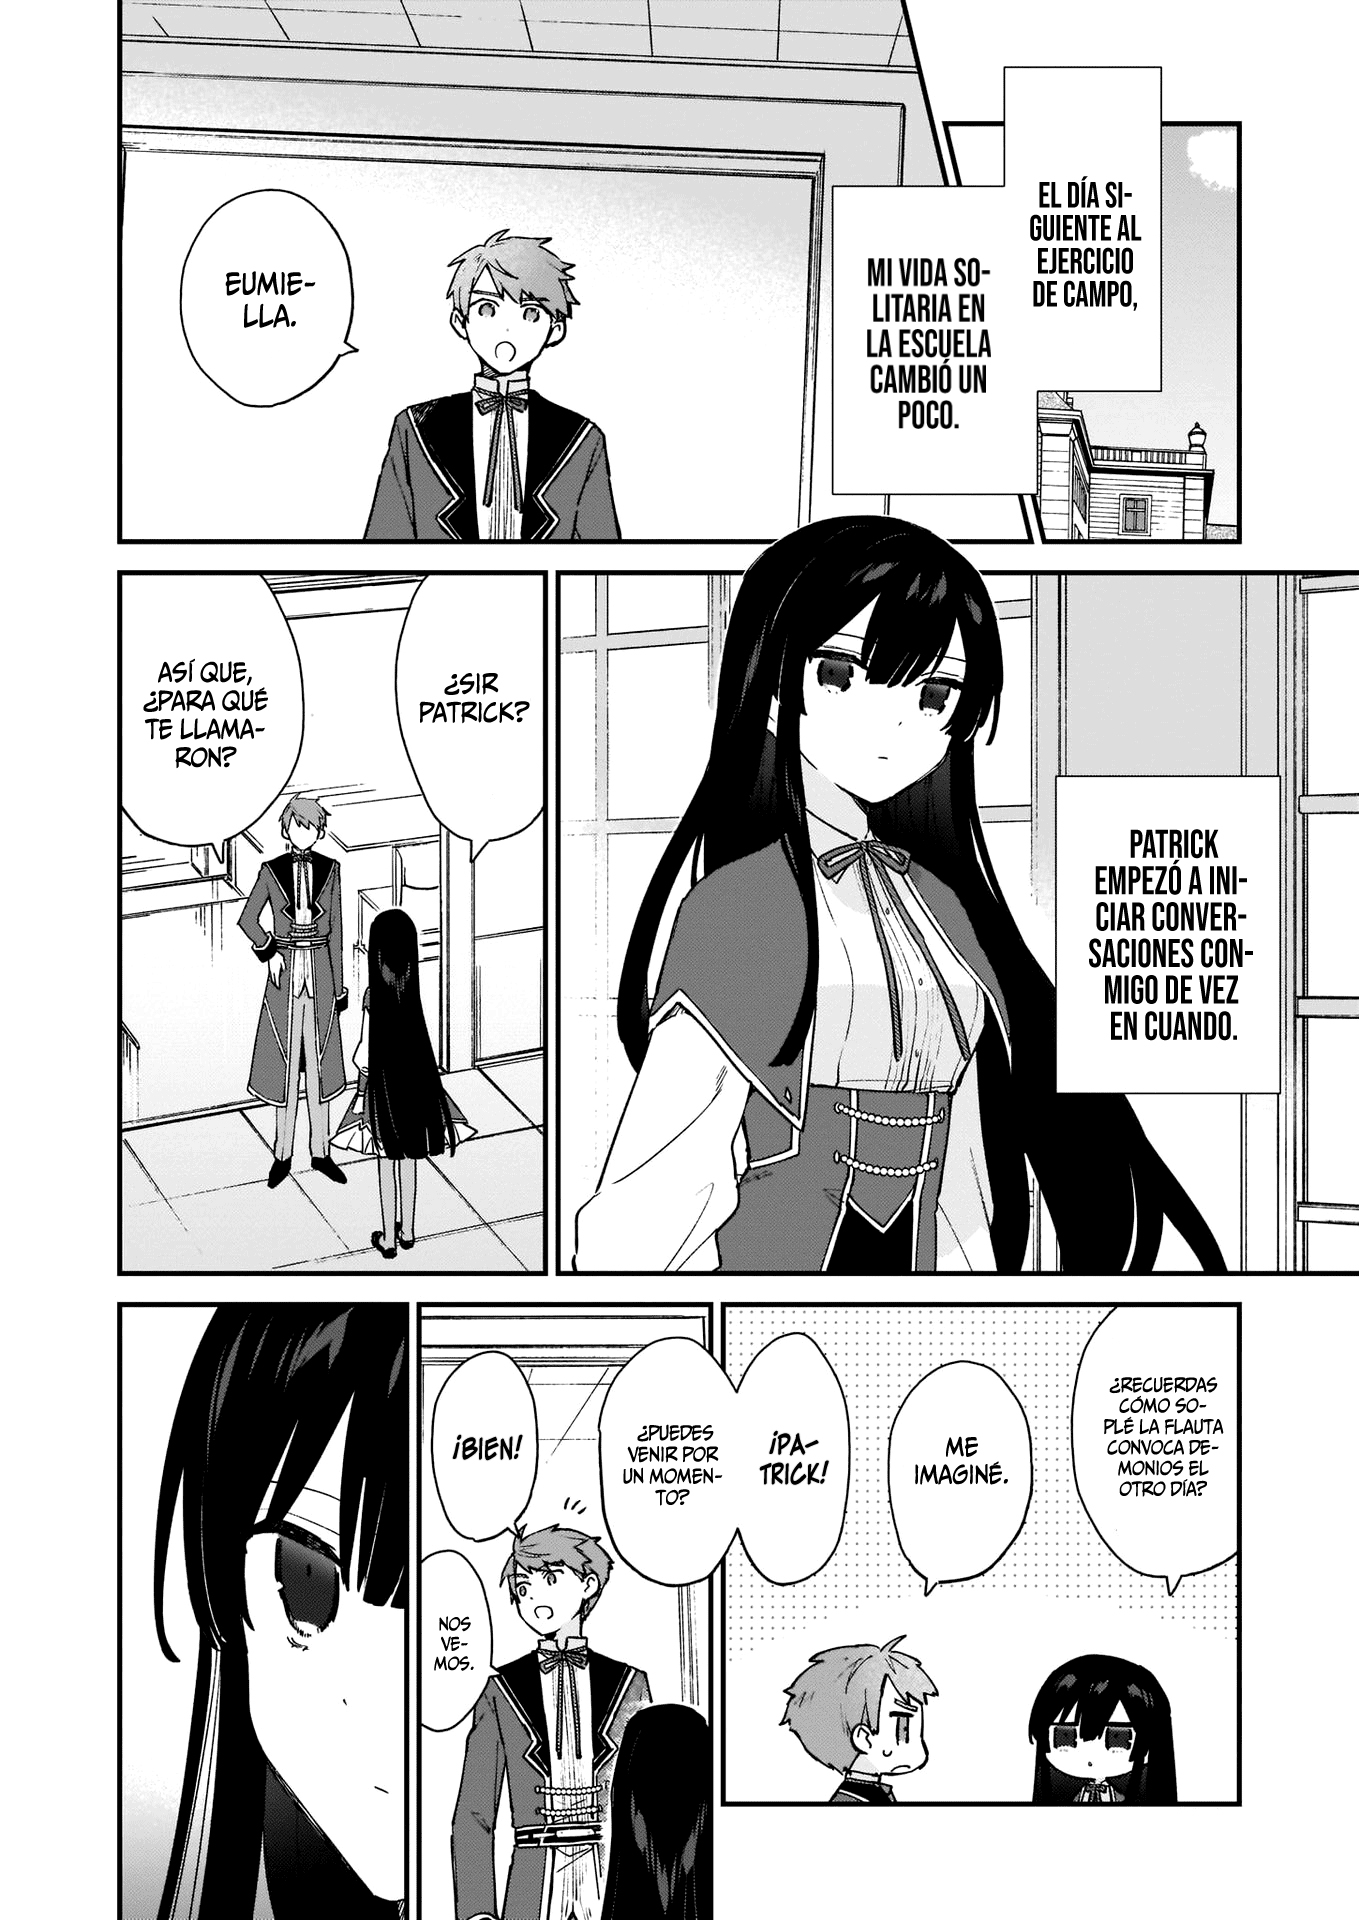 EL DÍA SI-
GUIENTE AL
EJERCICIO
DE CAMPO,
MI VIDA SO-
LITARIA EN
LA ESCUELA
CAMBIÓ UN
POCO.
EUMIE-
LLA.
PATRICK
EMPEZÓ A INI-
CIAR CONVER-
SACIONES CON-
MIGO DE VEZ
EN CUANDO.
¿SIR
PATRICK?
ASÍ QUE,
¿PARA QUÉ
TE LLAMA-
RON?
¿RECUERDAS
CÓMO SO-
PLÉ LA FLAUTA
CONVOCA DE-
MONIOS EL
OTRO DÍA?
ME
IMAGINÉ.
¡PA-
TRICK!
¿PUEDES
VENIR POR
UN MOMEN-
TO?
¡BIEN!
NOS
VE-
MOS.